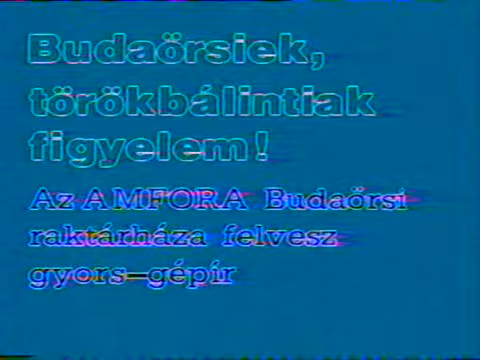 Budaörsiek,
törökbálintiak
figyelem!
Az AMFORA Budaörsi
raktárháza felvesz
gyors-gépír